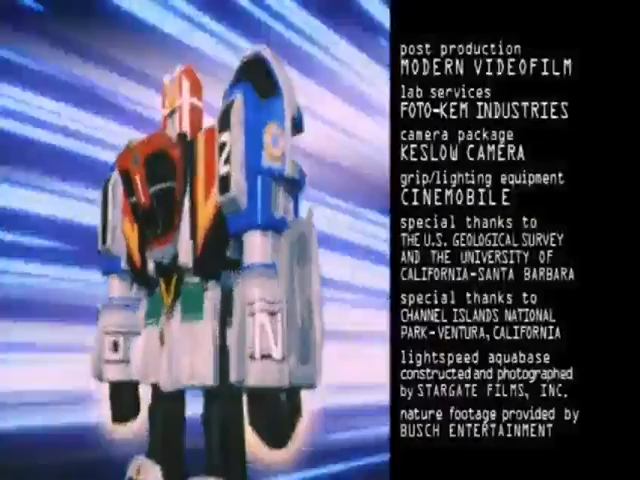 post production
MODERN VIDEOFILM
lab services
FOTO-KEM INDUSTRIES
camera package
KESLOW CAMERA
grip/lighting equipment
CINEMOBILE
special thanks to
THE U.S. GEOLOGICAL SURVEY
AND THE UNIVERSITY OF
CALIFORNIA-SANTA BARBARA
special thanks to
CHANNEL ISLANDS NATIONAL
PARK-VENTURA, CALIFORNIA
lightspeed aquabase
constructed and photographed
by STARGATE FILMS, INC.
nature footage provided by
BUSCH ENTERTAINMENT
2
N